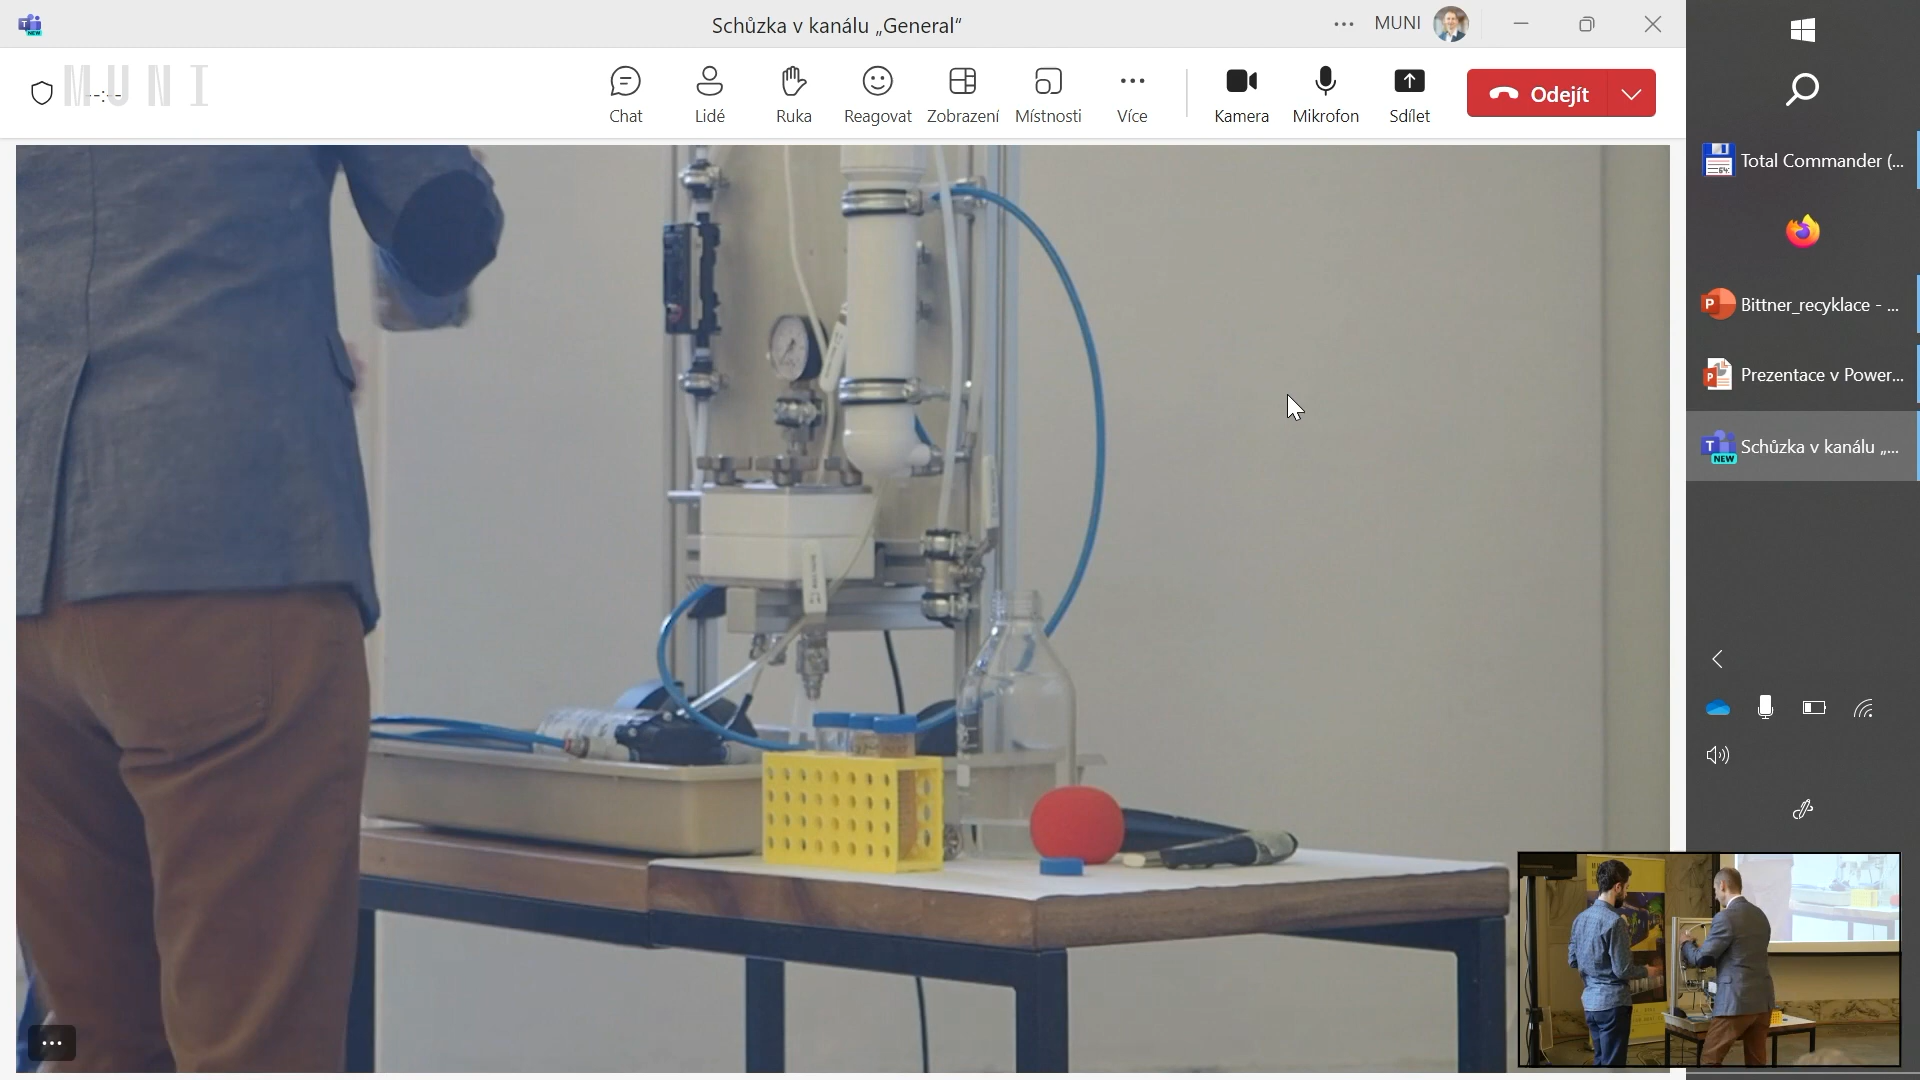 Schůzka v kanálu „General“
MUNI
MUNI
--:--
Chat
Lidé
Ruka
Reagovat
Zobrazení
Místnosti
Více
Kamera
Mikrofon
Sdílet
Odejít
Total Commander (...
Bittner_recyklace - ...
Prezentace v Power...
Schůzka v kanálu „...
NEW